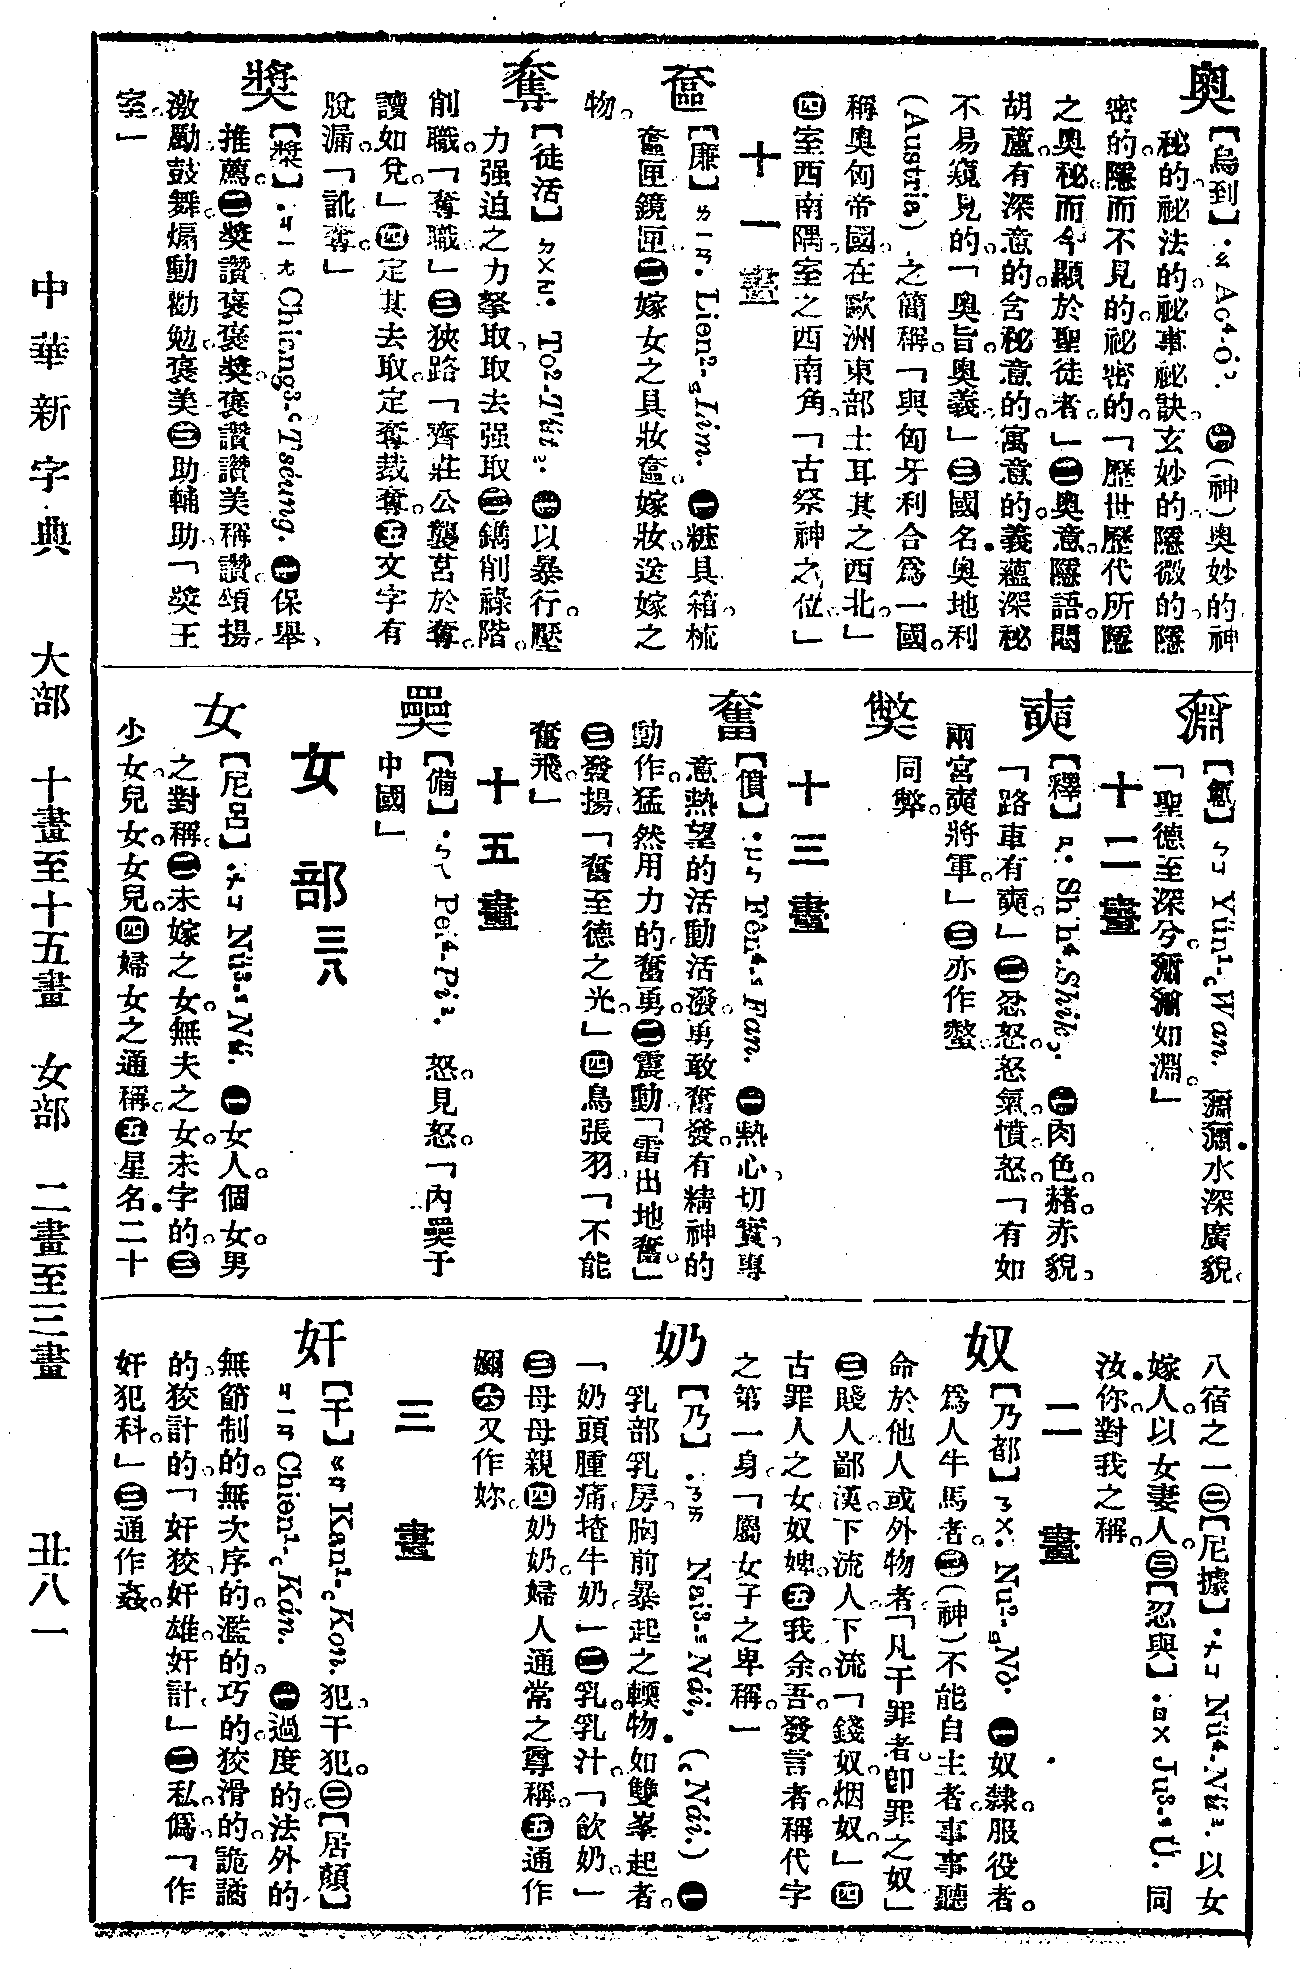 奧
【烏到】．ㄠ Ao⁴-ò³. ㊀(神)奧妙的神
秘的。祕法的。祕事祕訣。玄妙的。隱微的。隱
密的。隱而不見的。祕密的。「歷世歷代所隱
之奧秘。而今顯於聖徒者。」㊁奧意。隱語。悶
胡蘆。有深意的。含秘意的。寓意的。義蘊深秘
不易窺見的。「奧旨。奧義」㊂國名。奧地利
(Austria)之簡稱。「與匈牙利合爲一國。
稱奧匈帝國。在歐洲東部土耳其之西北。」
㊃室西南隅。室之西南角。「古祭神之位。」
十一畫
奩
【廉】ㄌㄧㄢ. Lien²-Lim. ㊀粧具箱。梳
奩匣。鏡匣㊁嫁女之具。妝奩。嫁妝。送嫁之
物。
奪
【徒活】ㄉㄨㄛ. To²-T'út. ㊀以暴行。壓
力强迫之力拏取。取去。强取㊁鐫削祿階。
削職。「奪職」㊂狹路。「齊莊公襲莒於奪。
讀如兌。」㊃定其去取。定奪。裁奪。㊄文字有
脫漏。「訛奪。」
獎
【槳】．ㄐㄧㄤ Chiang³-Tséung. ㊀保舉。
推薦。㊁獎讚。褒。褒獎。褒讚。讚美。稱讚。頌揚。
激勵。鼓舞。煽動。勸勉。褒美㊂助。輔助。「獎王
室」
奫
【氳】ㄩㄣ Yün¹-Wan. 奫奫。水深廣貌。
「聖德至深兮。奫奫如淵。」
十二畫
奭
【釋】ㄕ. Shih⁴-Shik. ㊀肉色。赭。赤貌。
「路車有奭。」㊁忿怒。怒氣。憤怒。「有如
兩宮奭將軍。」㊂亦作螫。
獘
同弊。
十三畫
奮
【僨】．ㄈㄣ Fên⁴-Fan. ㊀熱心。切實。專
意。熱望的。活動。活潑。勇敢。奮發。有精神的
動作。猛然用力的。奮勇。㊁震動。「雷出地奮。」
㊂發揚。「奮至德之光。」㊃鳥張羽。「不能
奮飛。」
十五畫
奰
【備】．ㄅㄟ Pei⁴-Pi². 怒。見怒。「內奰于
中國」
女部 三八
女
【尼呂】．ㄋㄩ Nü³-Nü. ㊀女人。個女。男
之對稱。㊁未嫁之女。無夫之女。未字的。㊂
少女。兒女。女兒。㊃婦女之通稱。㊄星名。二十
八宿之一㊁【尼據】．ㄋㄩ Nü⁴-Nü². 以女
嫁人。以女妻人。㊂【忍與】．ㄖㄨ Ju³-Ü. 同
汝。你。對我之稱。
二畫
奴
【乃都】ㄋㄨ. Nu²-Nò. ㊀奴隸。服役者。
爲人牛馬者。㊁(神)不能自主者。事事聽
命於他人或外物者。「凡干罪者。卽罪之奴」
㊂賤人。鄙漢。下流人。下流。「錢奴。烟奴。」㊃
古罪人之女。奴婢。㊄我。余。吾。發言者。稱代字
之第一身。「屬女子之卑稱。」
奶
【乃】．ㄋㄞ Nai³-Nái, (Nái.) ㊀
乳部。乳房。胸前暴起之輭物。如雙峯起者。
「奶頭腫痛。揸牛奶。」㊁乳。乳汁。「飲奶。」
㊂母。母親㊃奶奶。婦人通常之尊稱。㊄通作
嬭㊅又作妳。
三畫
奸
【干】ㄍㄢ Kan¹-Kon. 犯。干犯。㊁【居顏】
ㄐㄧㄢ Chien¹-Kán. ㊀過度的。法外的。
無節制的。無次序的。濫的。巧的。狡滑的。詭譎
的。狡計的。「奸狡。奸雄。奸計。」㊁私。僞。「作
奸犯科。」㊂通作姦。
中華新字典 大部 十畫至十五畫 女部 二畫至三畫 卅八一